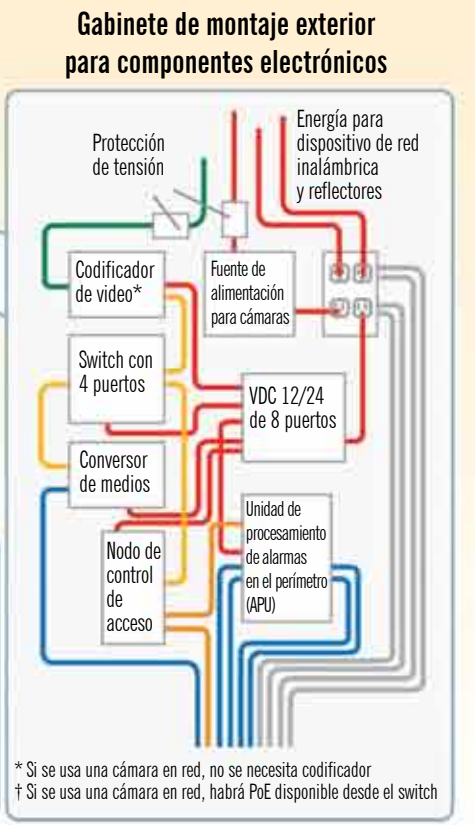 Gabinete de montaje exterior
para componentes electrónicos
Protección
de tensión
Energía para
dispositivo de red
inalámbrica
y reflectores
Codificador
de video*
Fuente de
alimentación
para cámaras
Switch con
4 puertos
VDC 12/24
de 8 puertos
Conversor
de medios
Unidad de
procesamiento
de alarmas
en el perímetro
(APU)
Nodo de
control
de
acceso
* Si se usa una cámara en red, no se necesita codificador
† Si se usa una cámara en red, habrá PoE disponible desde el switch